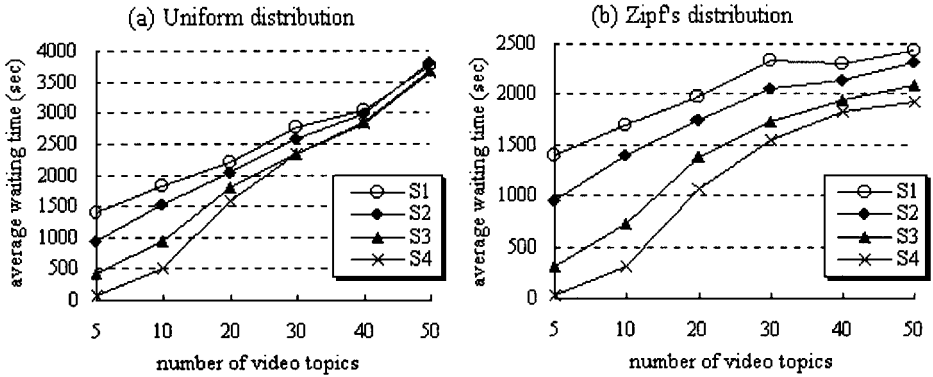 (a) Uniform distribution
average waiting time (sec)
4000
3500
3000
2500
2000
1500
1000
500
0
5 10 20 30 40 50
number of video topics
S1
S2
S3
S4
(b) Zipf's distribution
average waiting time (sec)
2500
2000
1500
1000
500
0
5 10 20 30 40 50
number of video topics
S1
S2
S3
S4